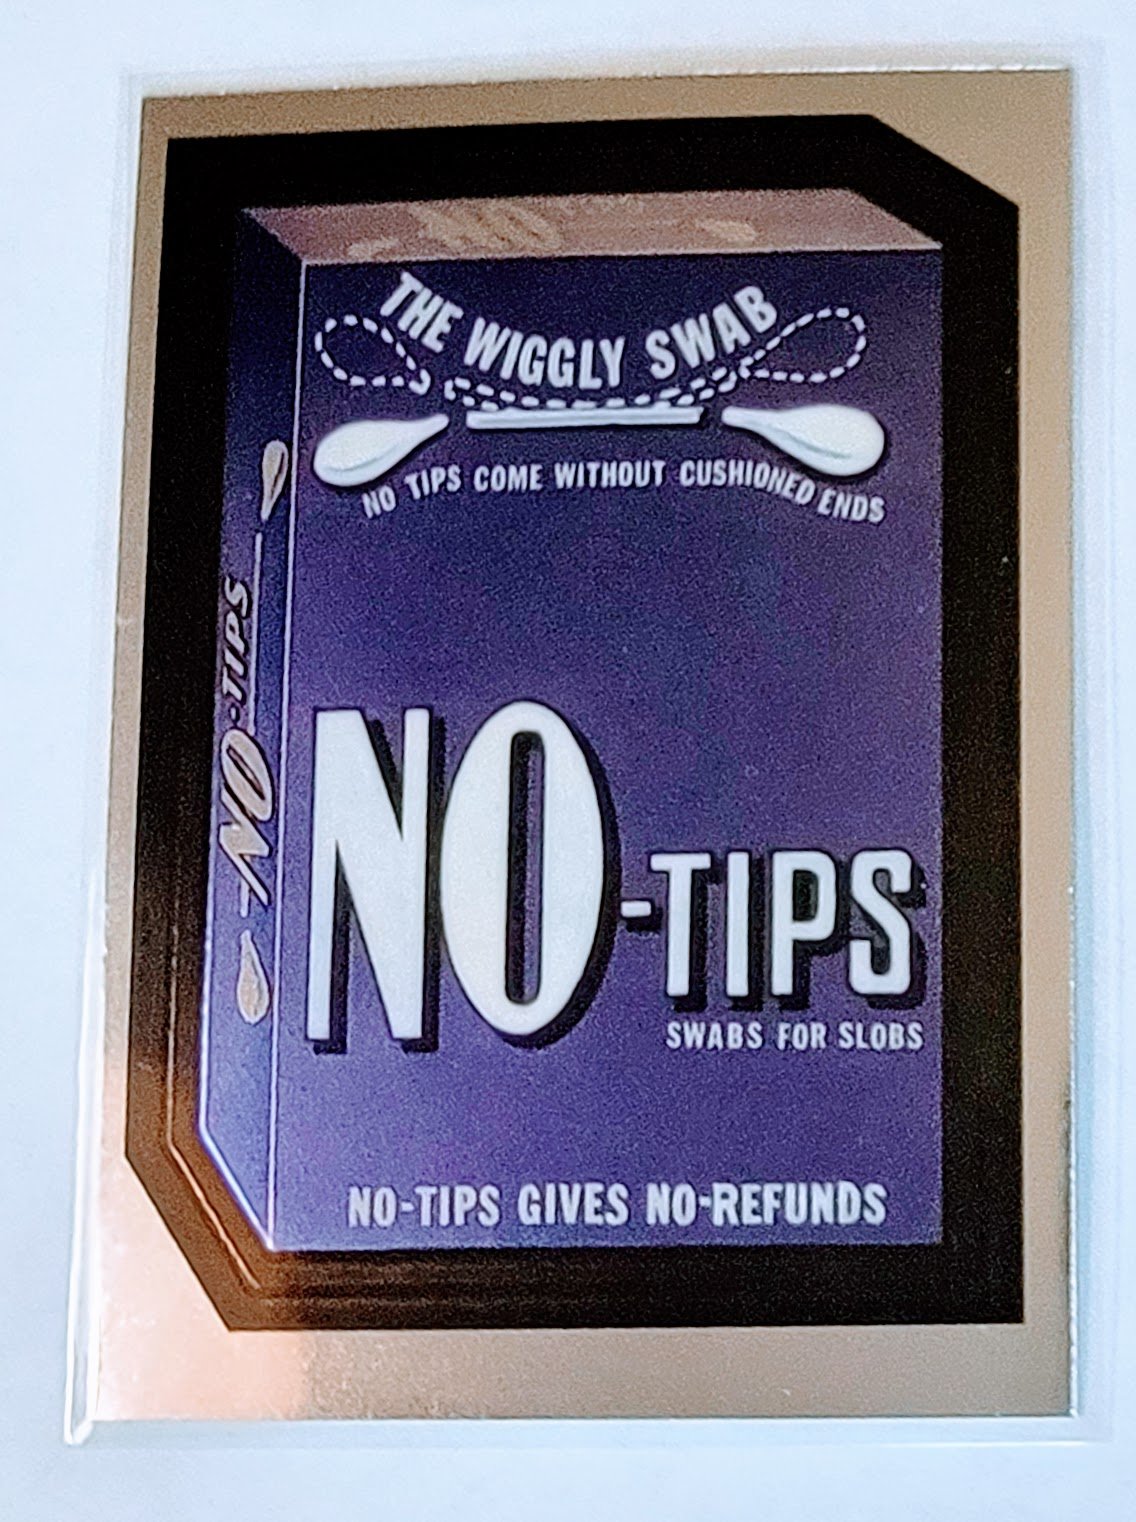 THE WIGGLY SWAB
NO TIPS COME WITHOUT CUSHIONED ENDS
NO-TIPS
NO-TIPS
SWABS FOR SLOBS
NO-TIPS GIVES NO-REFUNDS